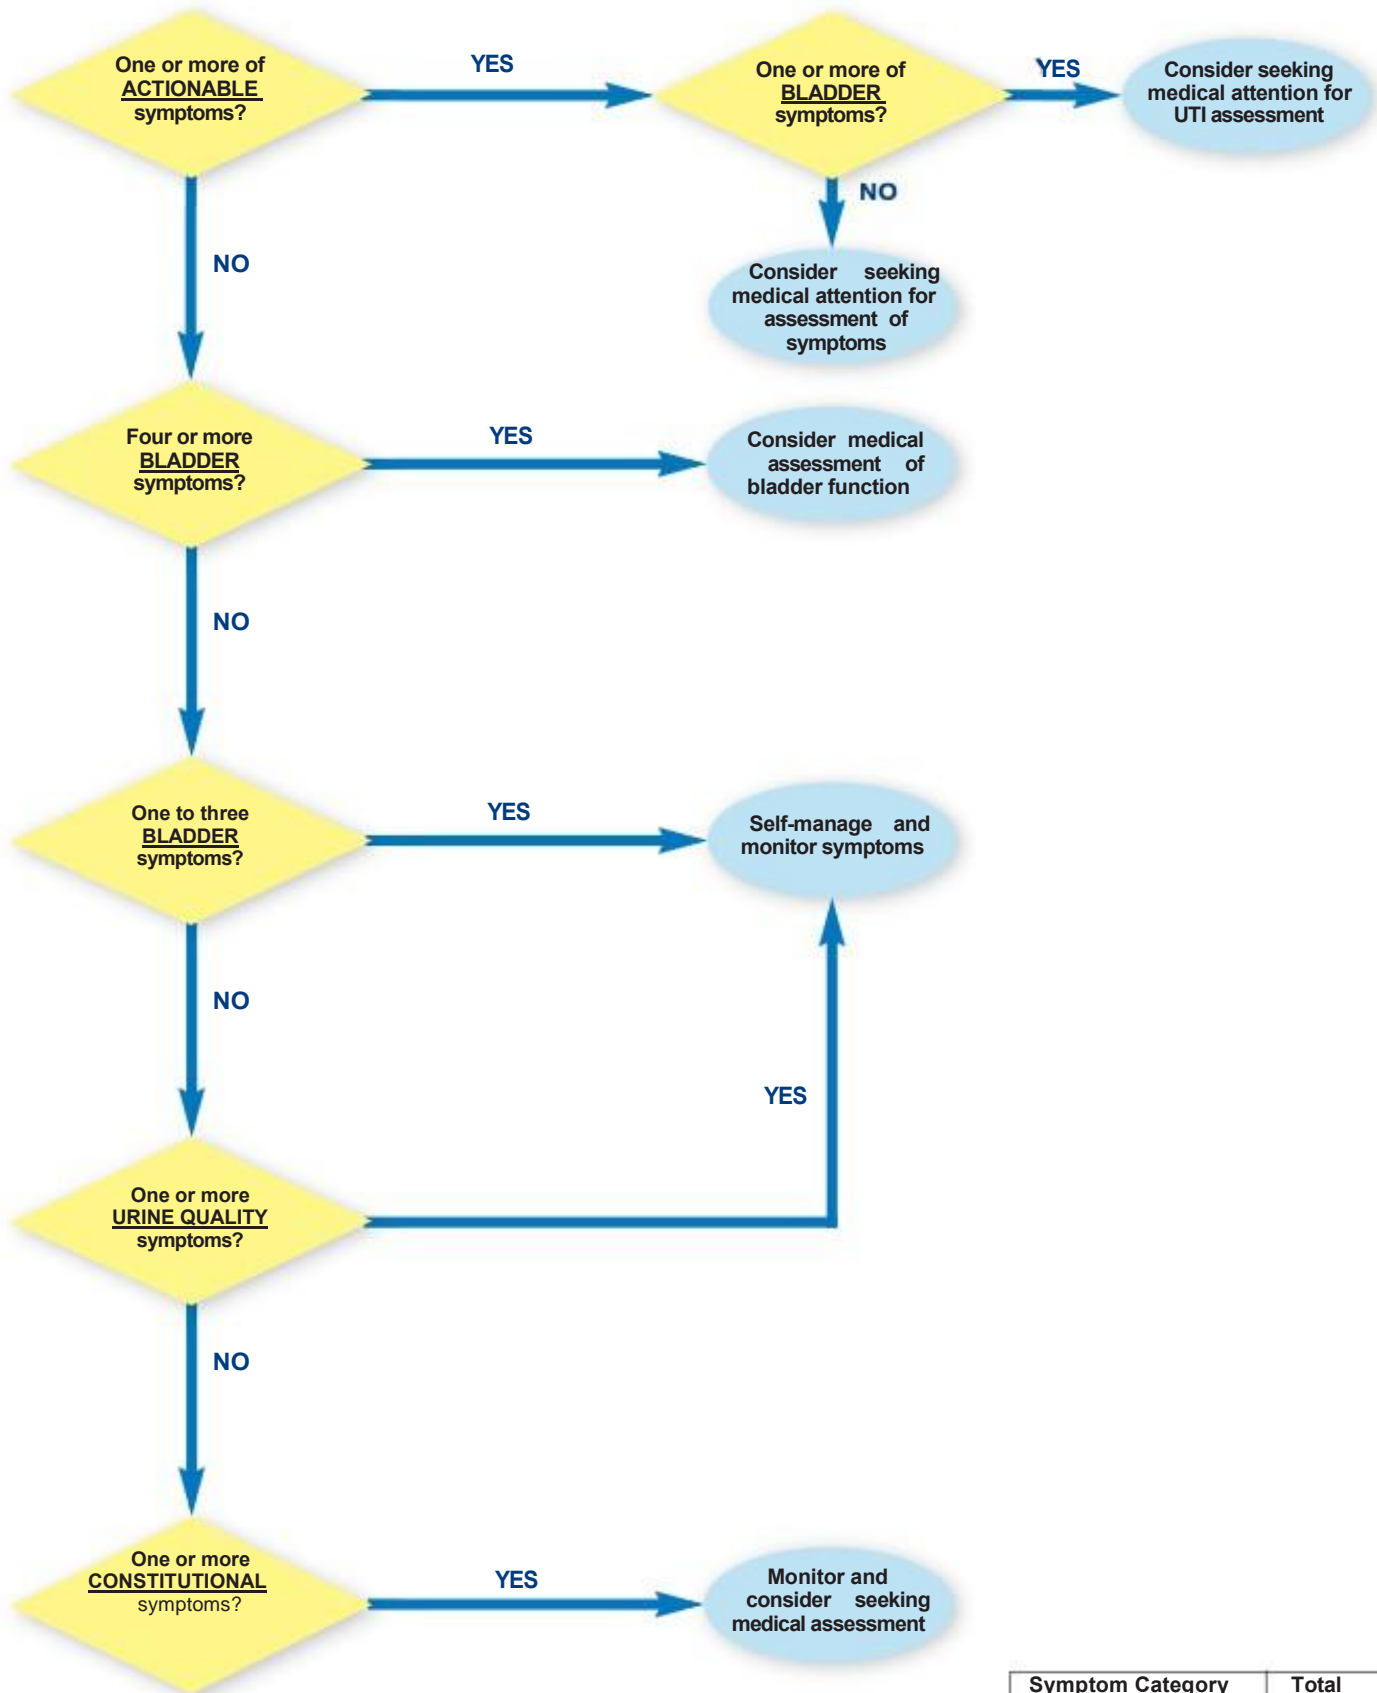 One or more of
ACTIONABLE
symptoms?
YES
One or more of
BLADDER
symptoms?
YES
Consider seeking
medical attention for
UTI assessment
NO
Consider seeking
medical attention for
assessment of
symptoms
NO
Four or more
BLADDER
symptoms?
YES
Consider medical
assessment of
bladder function
NO
One to three
BLADDER
symptoms?
YES
Self-manage and
monitor symptoms
NO
YES
One or more
URINE QUALITY
symptoms?
NO
One or more
CONSTITUTIONAL
symptoms?
YES
Monitor and
consider seeking
medical assessment
Symptom Category Total